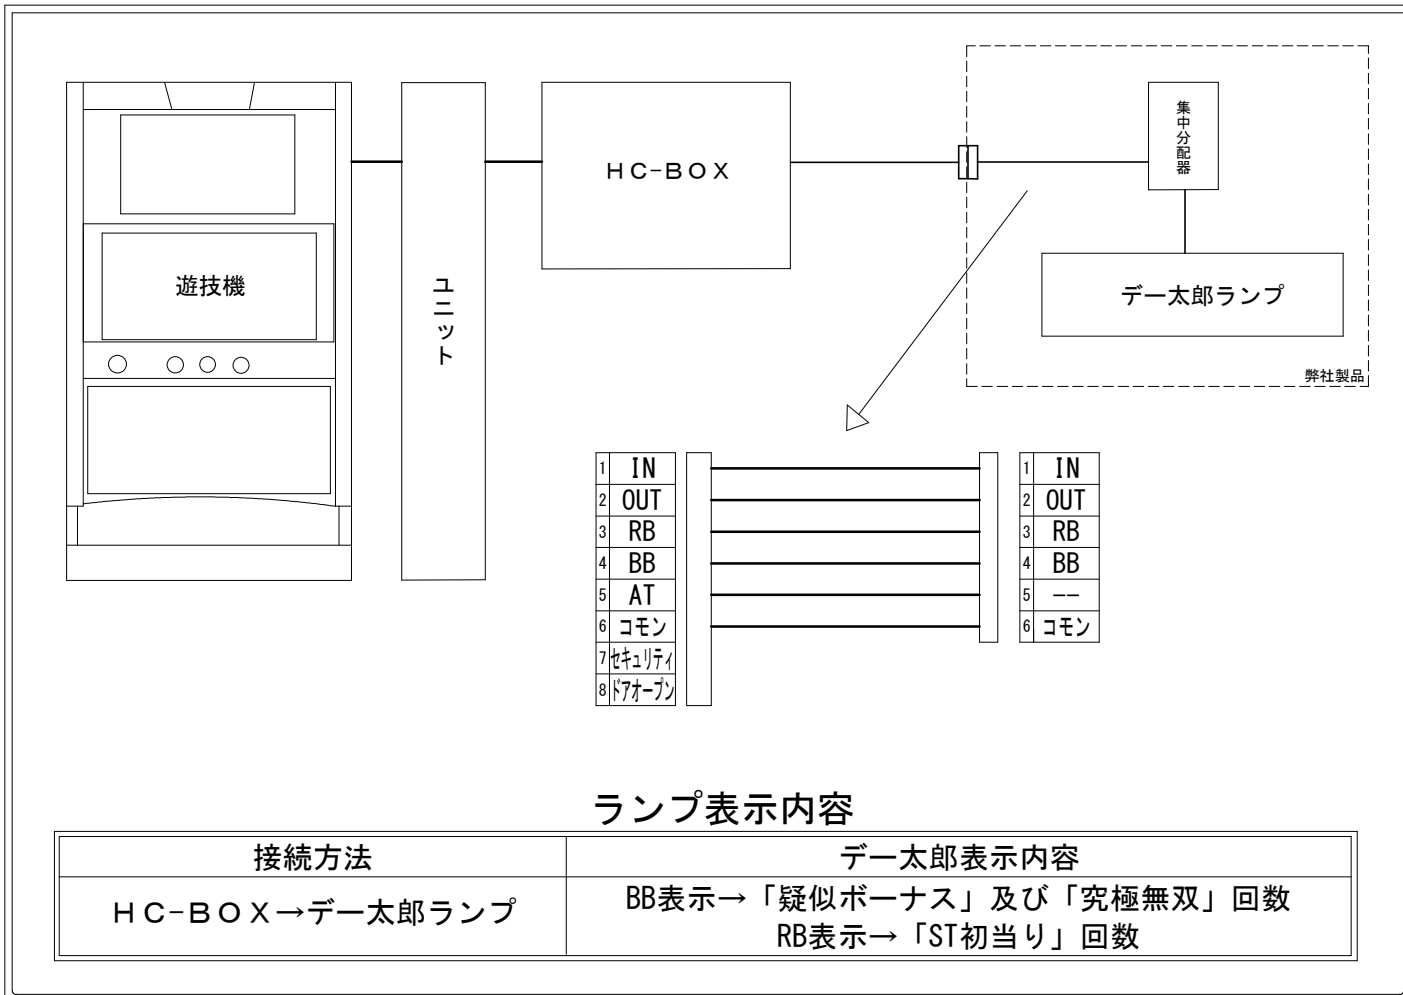 遊技機
ユニット
HC-BOX
集中分配器
デー太郎ランプ
弊社製品
1 IN
2 OUT
3 RB
4 BB
5 AT
6 コモン
7 セキュリティ
8 ドアオープン
1 IN
2 OUT
3 RB
4 BB
5 --
6 コモン
ランプ表示内容
接続方法 デー太郎表示内容
HC-BOX→デー太郎ランプ
BB表示→「疑似ボーナス」及び「究極無双」回数
RB表示→「ST初当り」回数